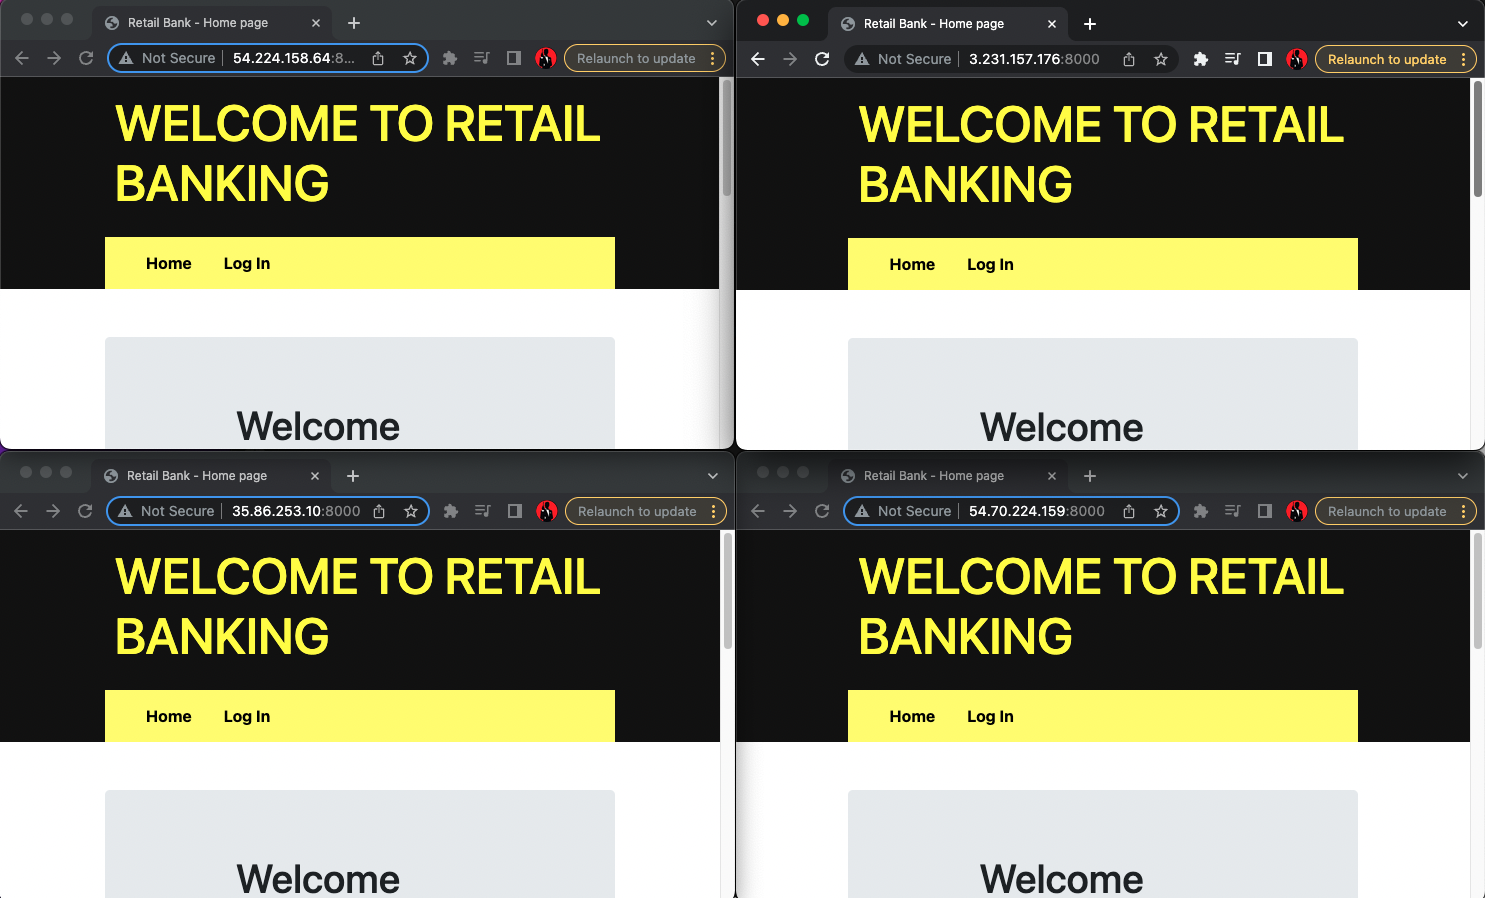 Retail Bank - Home page
Not Secure
54.224.158.64:8...
Relaunch to update
WELCOME TO RETAIL
BANKING
Home
Log In
Welcome
Retail Bank - Home page
Not Secure
3.231.157.176:8000
Relaunch to update
WELCOME TO RETAIL
BANKING
Home
Log In
Welcome
Retail Bank - Home page
Not Secure
35.86.253.10:8000
Relaunch to update
WELCOME TO RETAIL
BANKING
Home
Log In
Welcome
Retail Bank - Home page
Not Secure
54.70.224.159:8000
Relaunch to update
WELCOME TO RETAIL
BANKING
Home
Log In
Welcome